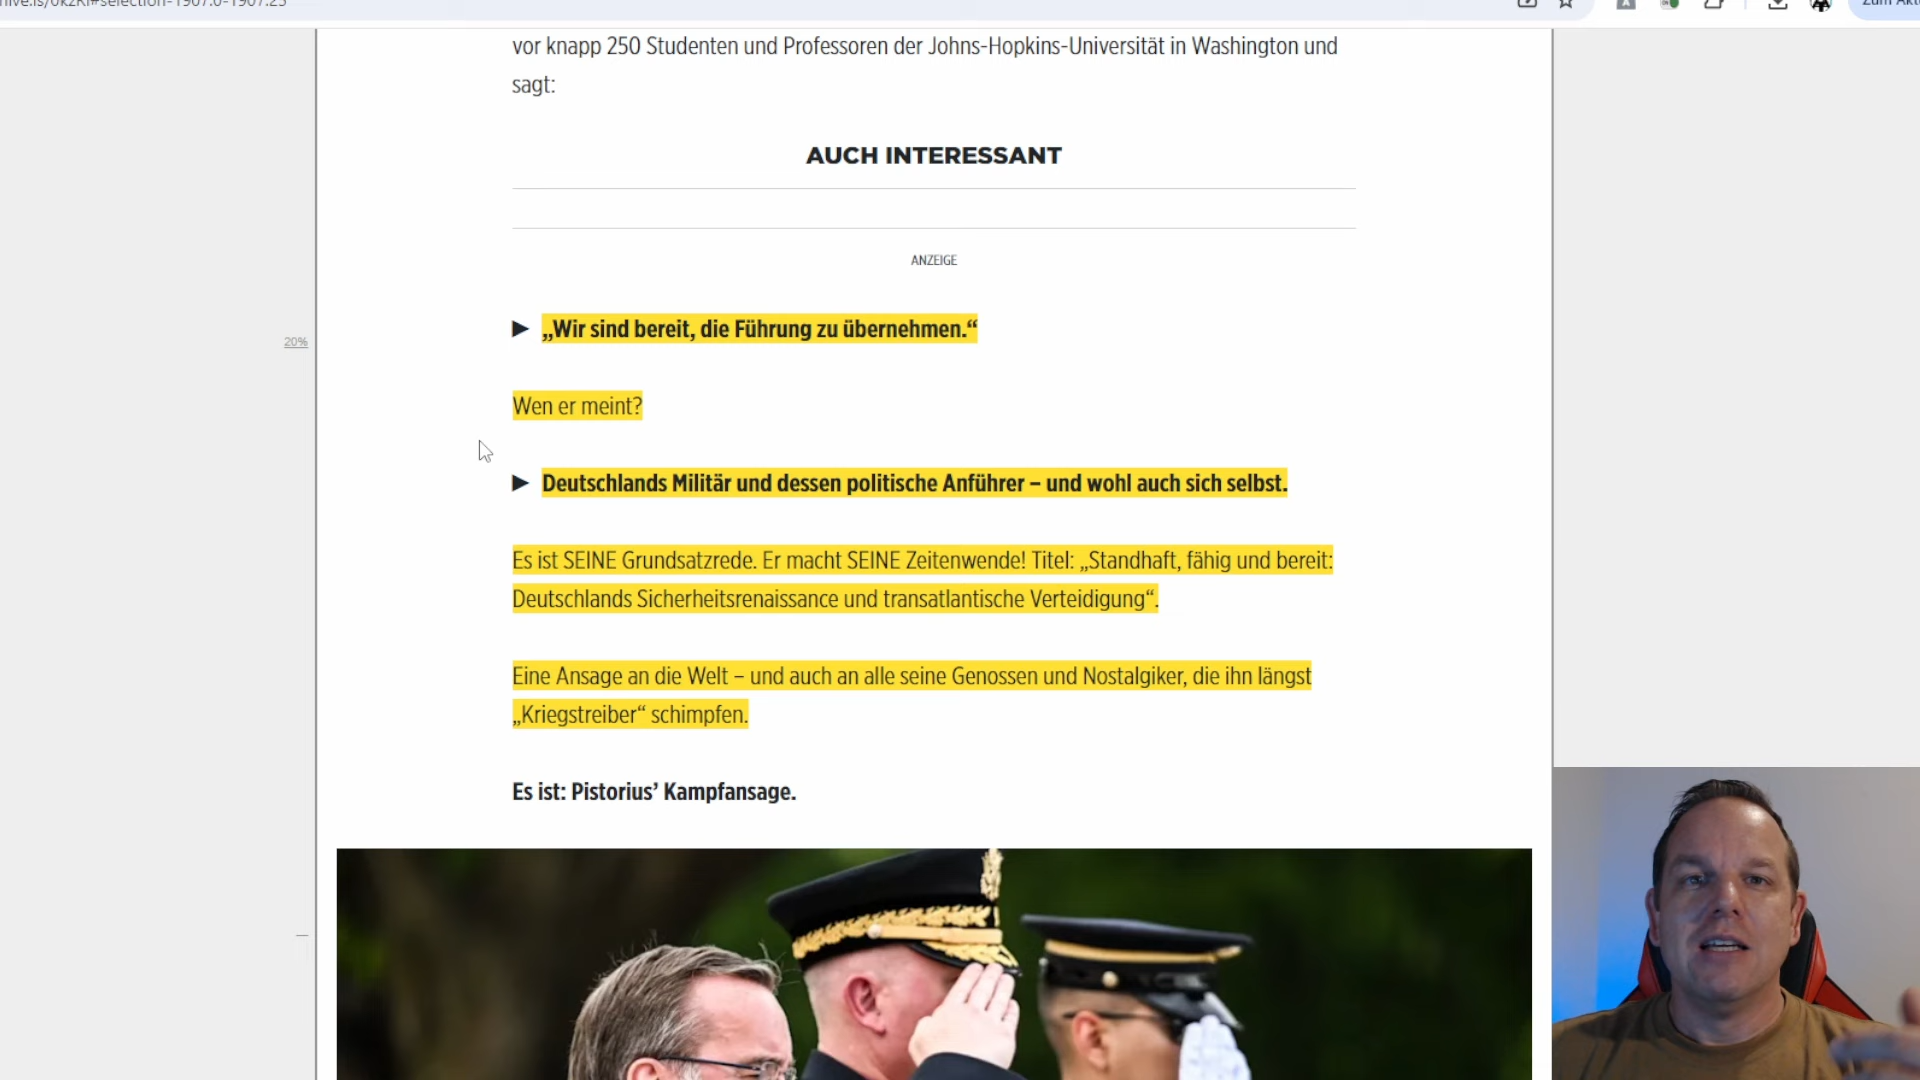 vor knapp 250 Studenten und Professoren der Johns-Hopkins-Universität in Washington und
sagt:
AUCH INTERESSANT
ANZEIGE
► „Wir sind bereit, die Führung zu übernehmen.“
20%
Wen er meint?
► Deutschlands Militär und dessen politische Anführer – und wohl auch sich selbst.
Es ist SEINE Grundsatzrede. Er macht SEINE Zeitenwende! Titel: „Standhaft, fähig und bereit:
Deutschlands Sicherheitsrenaissance und transatlantische Verteidigung“.
Eine Ansage an die Welt – und auch an alle seine Genossen und Nostalgiker, die ihn längst
„Kriegstreiber“ schimpfen.
Es ist: Pistorius’ Kampfansage.